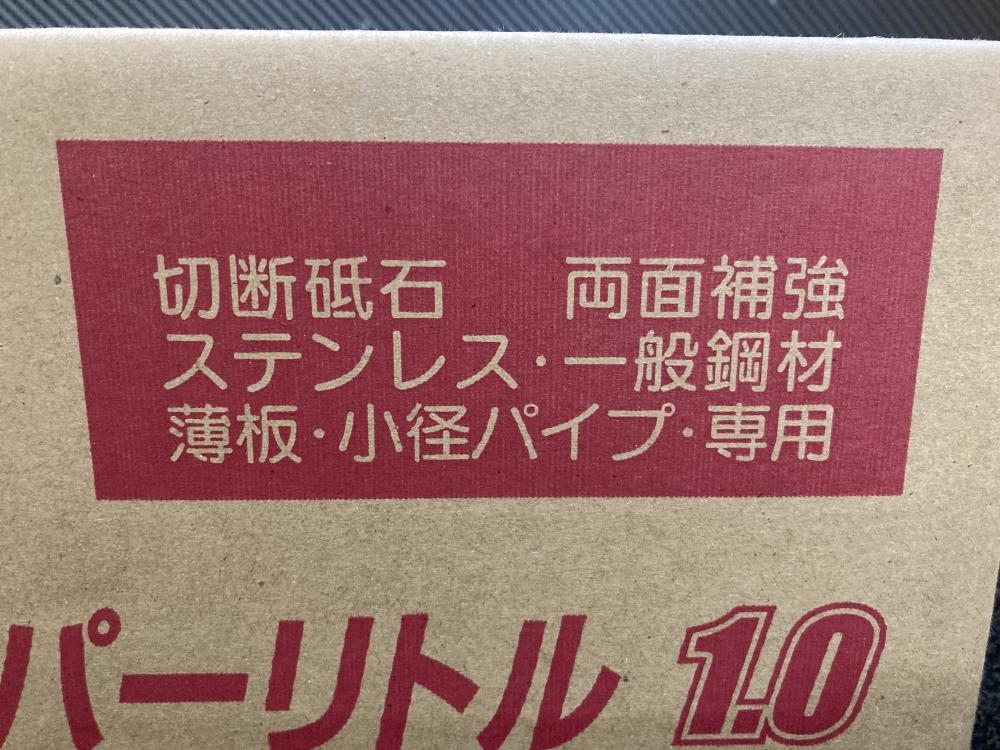 切断砥石　両面補強
ステンレス・一般鋼材
薄板・小径パイプ・専用
パーリトル 1.0